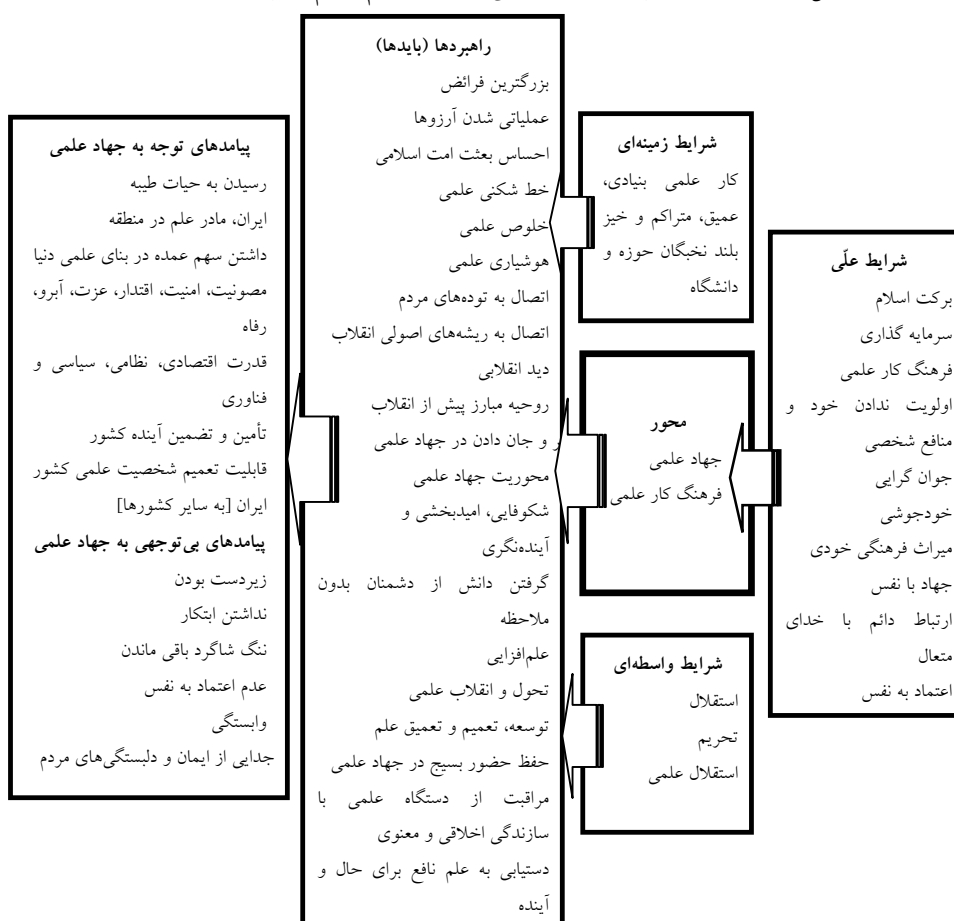 شرایط علّی
برکت اسلام
سرمایه گذاری
فرهنگ کار علمی
اولویت ندادن خود و
منافع شخصی
جوان گرایی
خودجوشی
میراث فرهنگی خودی
جهاد با نفس
ارتباط دائم با خدای
متعال
اعتماد به نفس
شرایط زمینه‌ای
کار علمی بنیادی،
عمیق، متراکم و خیز
بلند نخبگان حوزه و
دانشگاه
محور
جهاد علمی
فرهنگ کار علمی
شرایط واسطه‌ای
استقلال
تحریم
استقلال علمی
راهبردها (بایدها)
بزرگترین فرائض
عملیاتی شدن آرزوها
احساس بعثت امت اسلامی
خط شکنی علمی
خلوص علمی
هوشیاری علمی
اتصال به توده‌های مردم
اتصال به ریشه‌های اصولی انقلاب
دید انقلابی
روحیه مبارز پیش از انقلاب
و جان دادن در جهاد علمی
محوریت جهاد علمی
شکوفایی، امیدبخشی و
آینده‌نگری
گرفتن دانش از دشمنان بدون
ملاحظه
علم‌افزایی
تحول و انقلاب علمی
توسعه، تعمیم و تعمیق علم
حفظ حضور بسیج در جهاد علمی
مراقبت از دستگاه علمی با
سازندگی اخلاقی و معنوی
دستیابی به علم نافع برای حال و
آینده
پیامدهای توجه به جهاد علمی
رسیدن به حیات طیبه
ایران، مادر علم در منطقه
داشتن سهم عمده در بنای علمی دنیا
مصونیت، امنیت، اقتدار، عزت، آبرو،
رفاه
قدرت اقتصادی، نظامی، سیاسی و
فناوری
تأمین و تضمین آینده کشور
قابلیت تعمیم شخصیت علمی کشور
ایران [به سایر کشورها]
پیامدهای بی‌توجهی به جهاد علمی
زیردست بودن
نداشتن ابتکار
ننگ شاگرد باقی ماندن
عدم اعتماد به نفس
وابستگی
جدایی از ایمان و دلبستگی‌های مردم